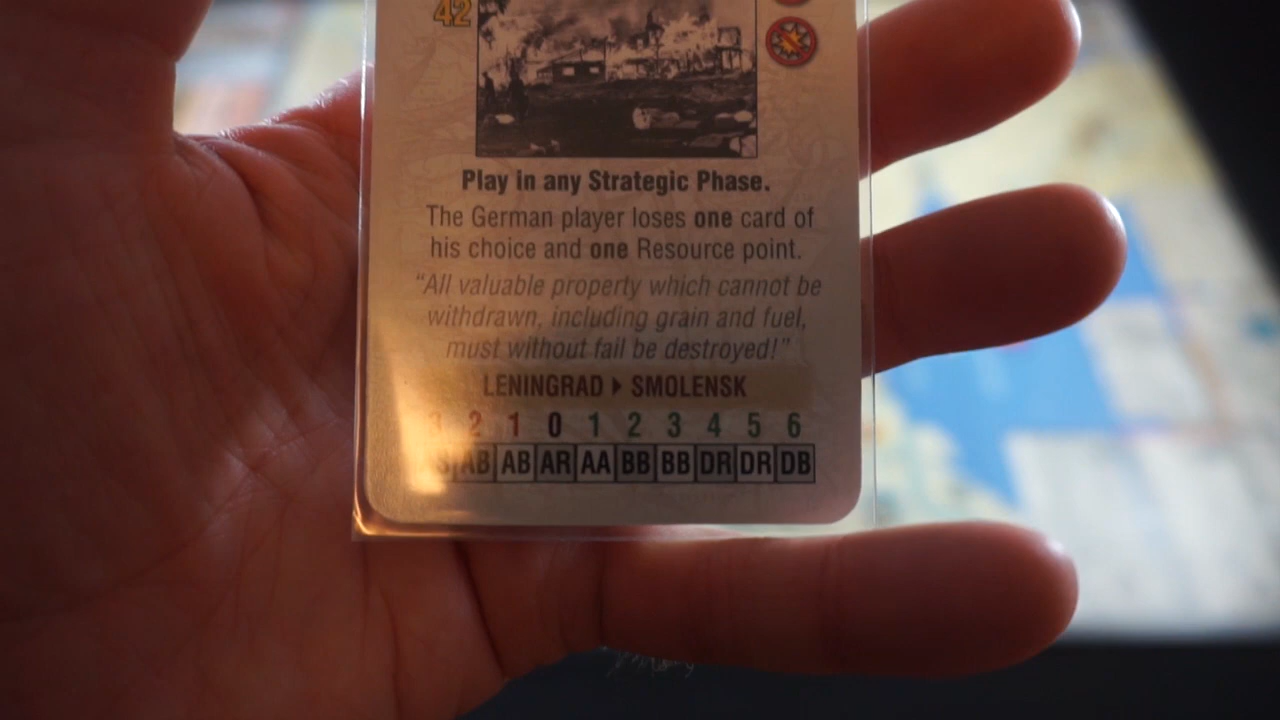 42
Play in any Strategic Phase.
The German player loses one card of
his choice and one Resource point.
"All valuable property which cannot be
withdrawn, including grain and fuel,
must without fail be destroyed!"
LENINGRAD ▸ SMOLENSK
3 2 1 0 1 2 3 4 5 6
AB AB AR AA BB BB DR DR DB